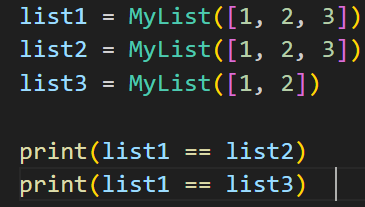 list1 = MyList([1, 2, 3])
list2 = MyList([1, 2, 3])
list3 = MyList([1, 2])
print(list1 == list2)
print(list1 == list3)